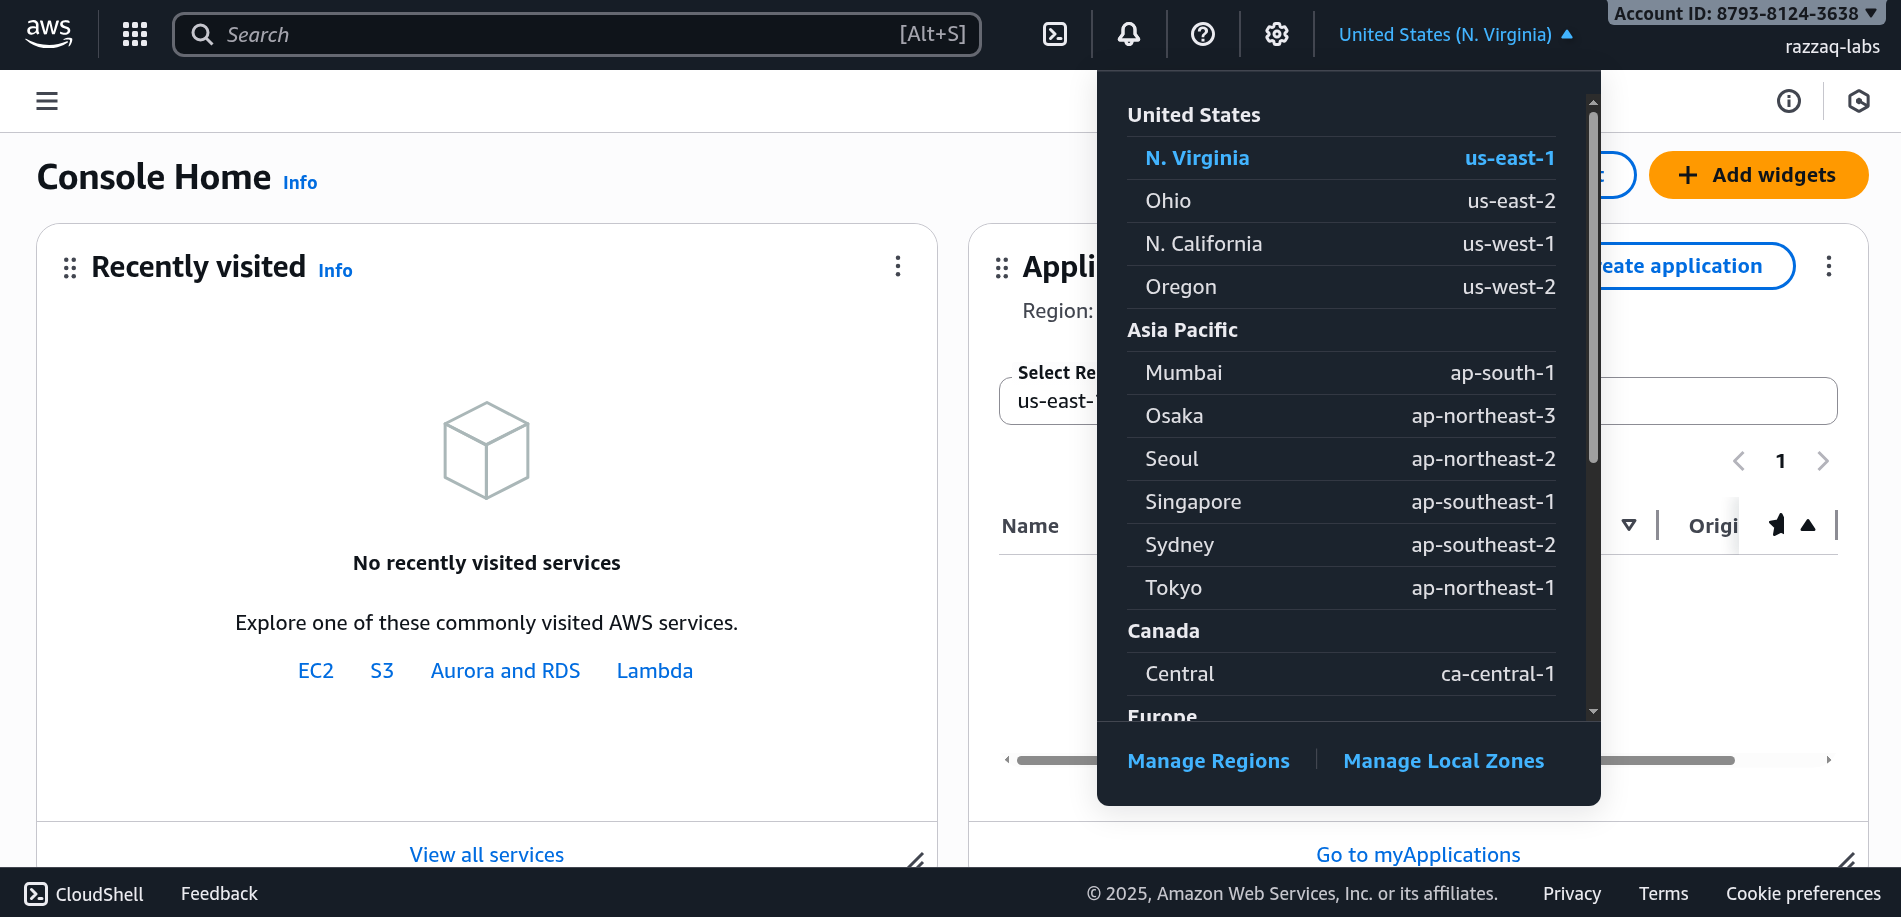 aws
Search [Alt+S]
United States (N. Virginia) ▲
Account ID: 8793-8124-3638 ▼
razzaq-labs
Console Home Info
+ Add widgets
Recently visited Info
No recently visited services
Explore one of these commonly visited AWS services.
EC2 S3 Aurora and RDS Lambda
View all services
Appli
reate application
Region:
Select Re
us-east-
1
Name
Origi
Go to myApplications
United States
N. Virginia us-east-1
Ohio us-east-2
N. California us-west-1
Oregon us-west-2
Asia Pacific
Mumbai ap-south-1
Osaka ap-northeast-3
Seoul ap-northeast-2
Singapore ap-southeast-1
Sydney ap-southeast-2
Tokyo ap-northeast-1
Canada
Central ca-central-1
Europe
Manage Regions Manage Local Zones
CloudShell Feedback
© 2025, Amazon Web Services, Inc. or its affiliates. Privacy Terms Cookie preferences